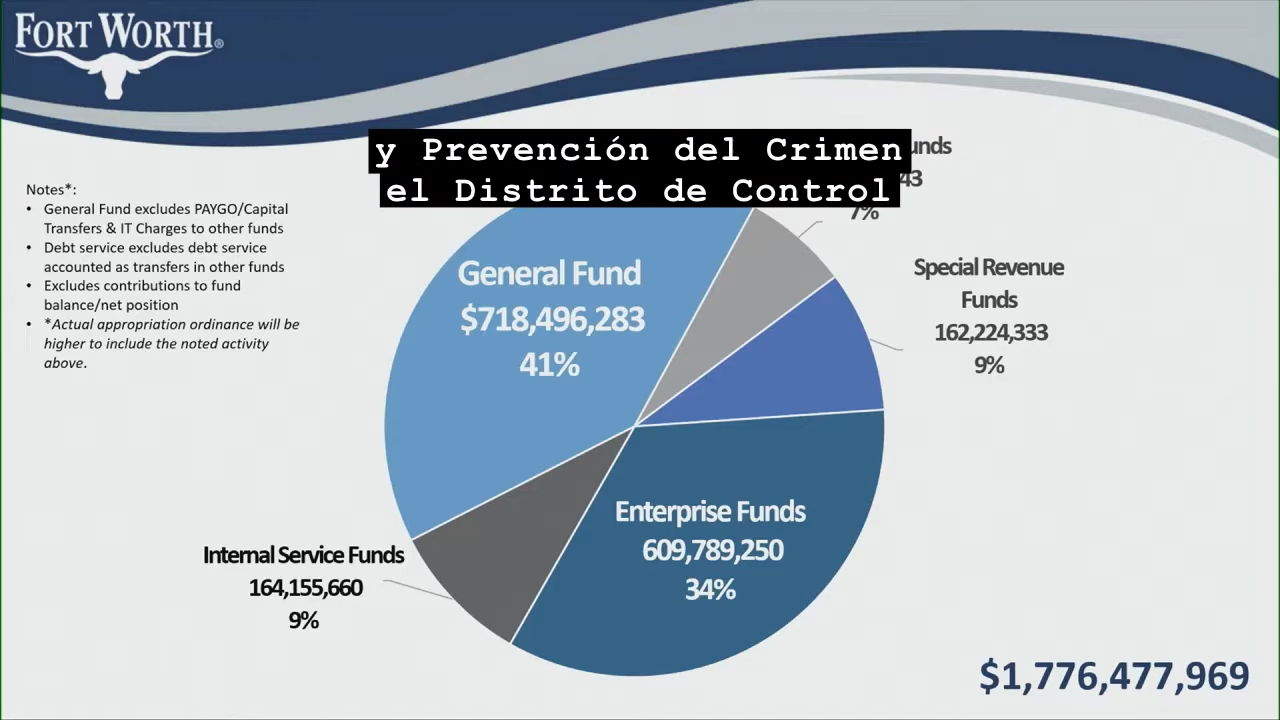 FORT WORTH®
y Prevención del Crimen
el Distrito de Control
7%
Notes*:
• General Fund excludes PAYGO/Capital
Transfers & IT Charges to other funds
• Debt service excludes debt service
accounted as transfers in other funds
• Excludes contributions to fund
balance/net position
• *Actual appropriation ordinance will be
higher to include the noted activity
above.
General Fund
$718,496,283
41%
Special Revenue
Funds
162,224,333
9%
Enterprise Funds
609,789,250
34%
Internal Service Funds
164,155,660
9%
$1,776,477,969